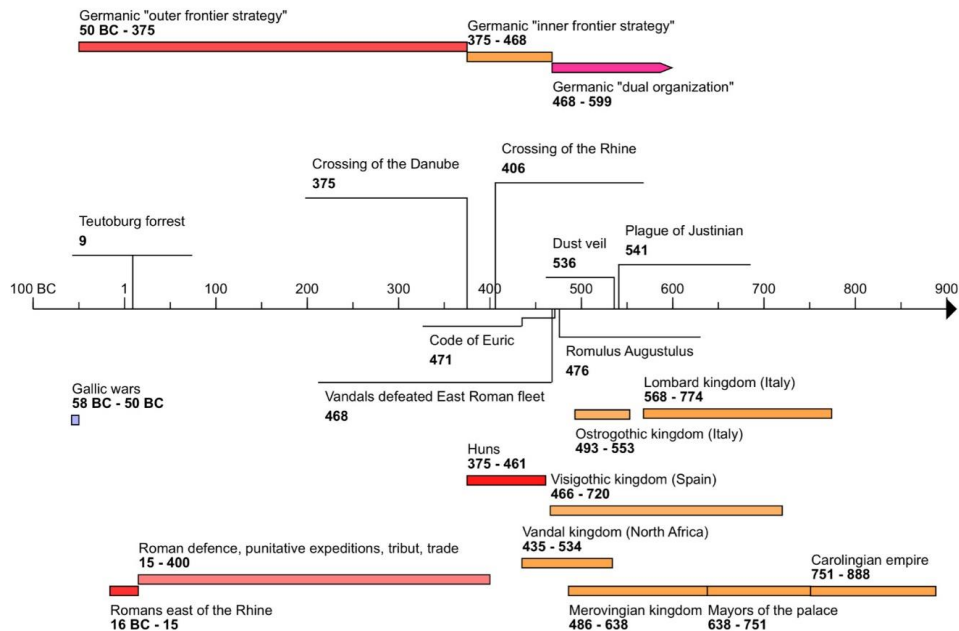 Germanic "outer frontier strategy"
50 BC - 375
Germanic "inner frontier strategy"
375 - 468
Germanic "dual organization"
468 - 599
Crossing of the Rhine
406
Crossing of the Danube
375
Teutoburg forrest
9
Plague of Justinian
541
Dust veil
536
100 BC 1 100 200 300 400 500 600 700 800 900
Code of Euric
471
Romulus Augustulus
476
Vandals defeated East Roman fleet
468
Gallic wars
58 BC - 50 BC
Lombard kingdom (Italy)
568 - 774
Ostrogothic kingdom (Italy)
493 - 553
Huns
375 - 461
Visigothic kingdom (Spain)
466 - 720
Vandal kingdom (North Africa)
435 - 534
Roman defence, punitative expeditions, tribut, trade
15 - 400
Carolingian empire
751 - 888
Romans east of the Rhine
16 BC - 15
Merovingian kingdom
486 - 638
Mayors of the palace
638 - 751